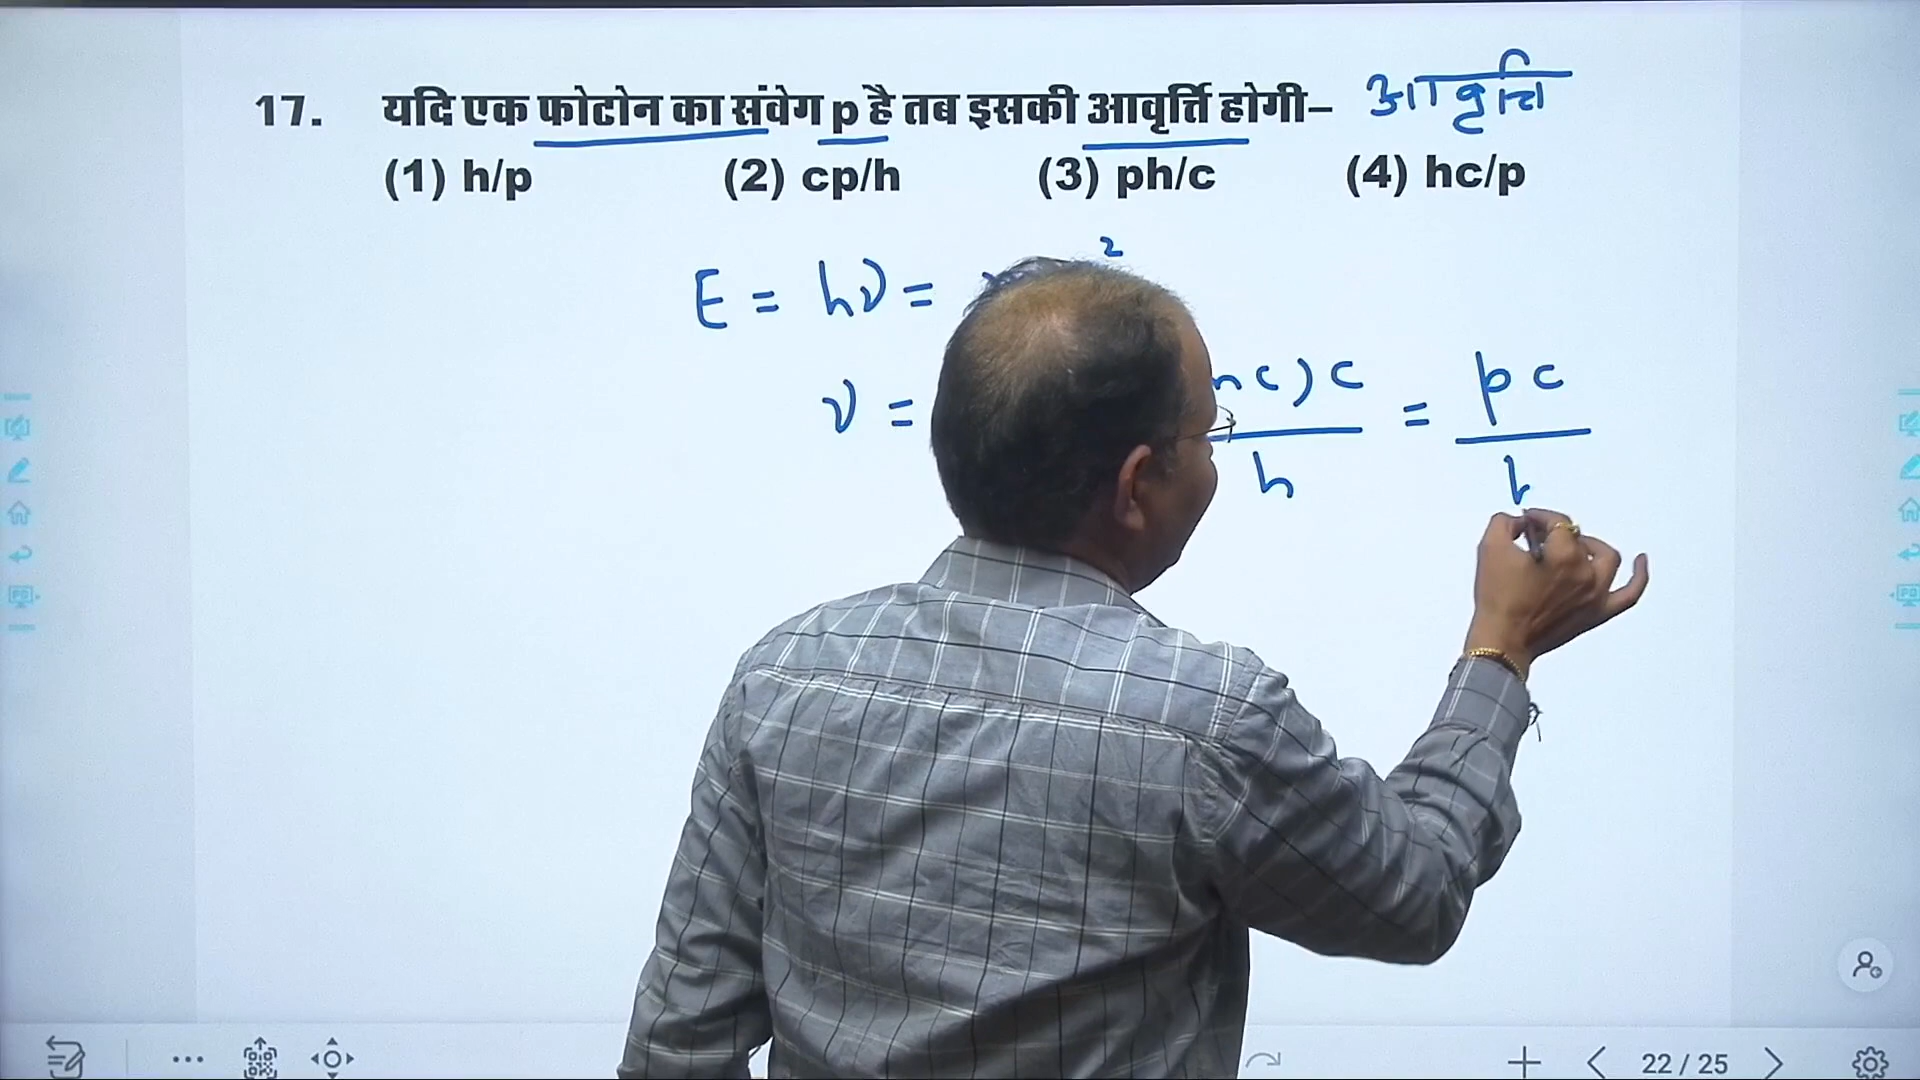 17. यदि एक फोटोन का संवेग p है तब इसकी आवृर्त्ति होगी– आवृत्ति
(1) h/p (2) cp/h (3) ph/c (4) hc/p
E = hν = 2
ν = c) c / h = pc / h
22 / 25